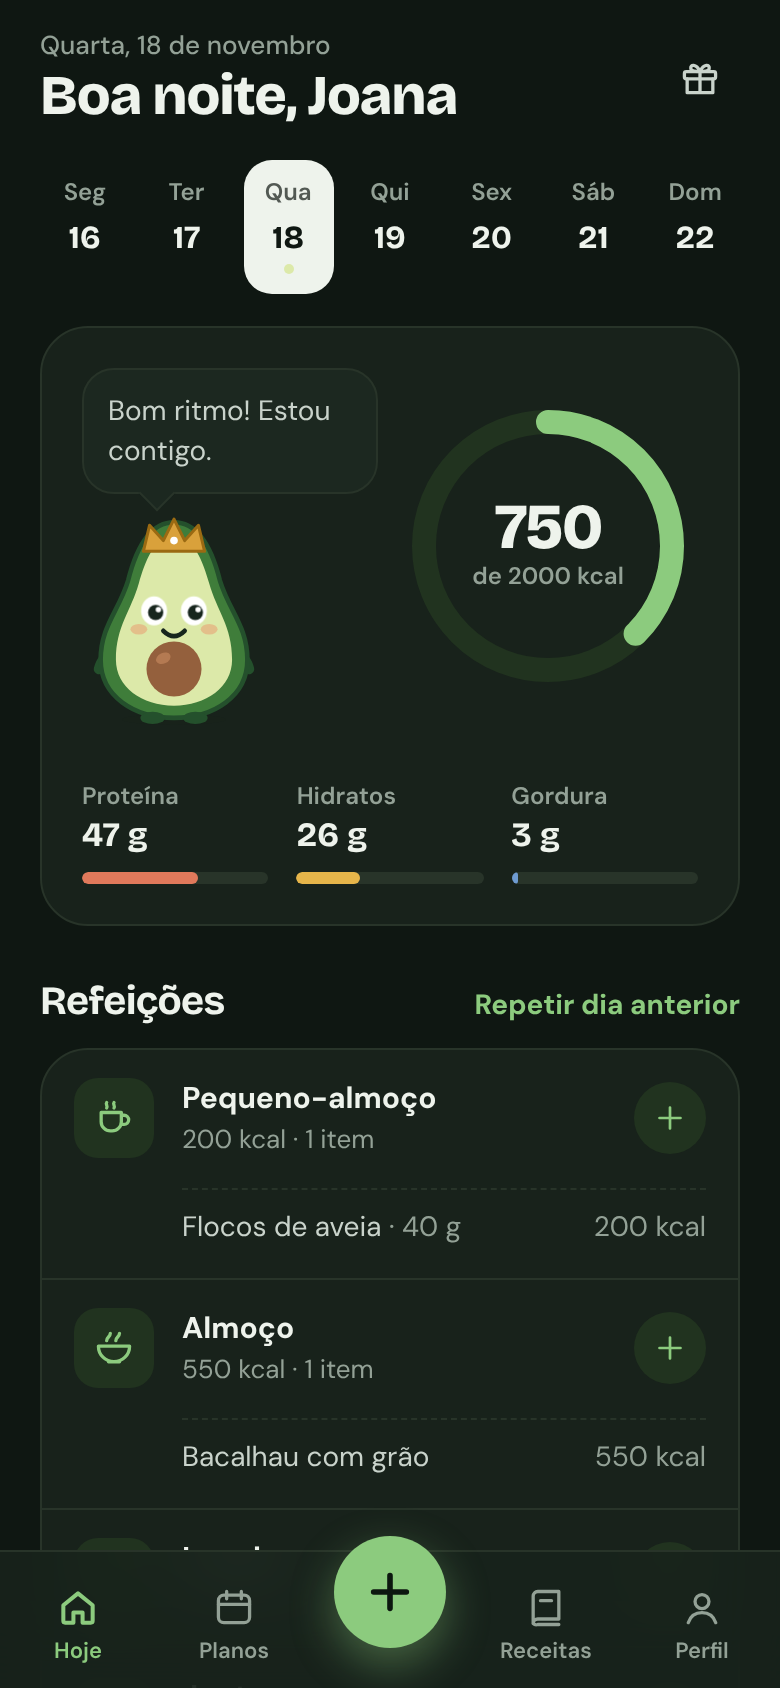 Quarta, 18 de novembro
Boa noite, Joana
Seg Ter Qua Qui Sex Sáb Dom
16 17 18 19 20 21 22
Bom ritmo! Estou
contigo.
750
de 2000 kcal
Proteína Hidratos Gordura
47 g 26 g 3 g
Refeições Repetir dia anterior
Pequeno-almoço
200 kcal · 1 item
Flocos de aveia · 40 g 200 kcal
Almoço
550 kcal · 1 item
Bacalhau com grão 550 kcal
Hoje Planos Receitas Perfil